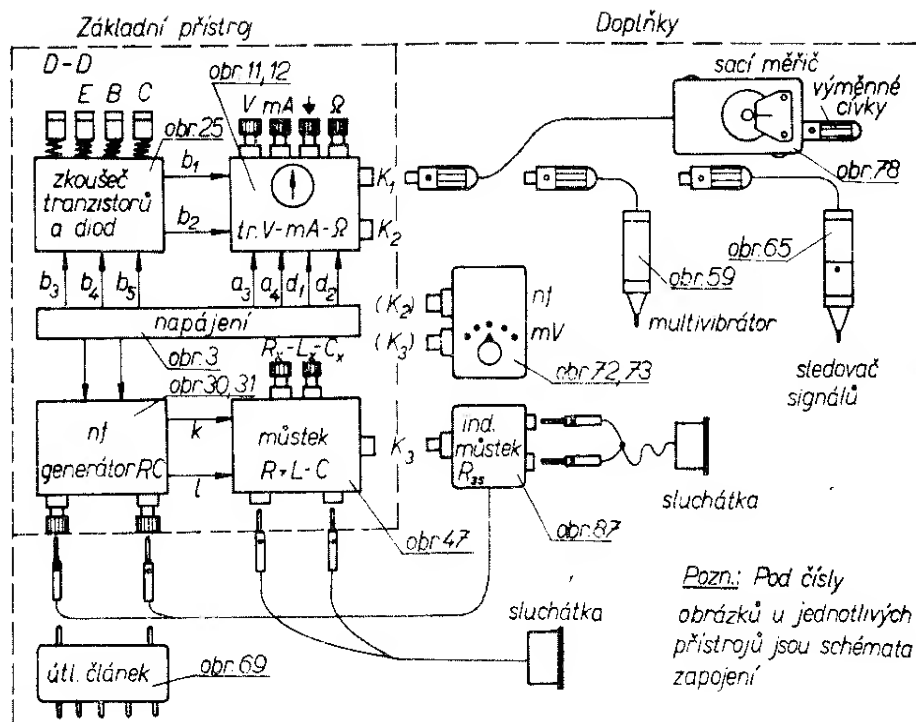 Základní přístroj
Doplňky
D-D
E B C
obr. 11, 12
V mA Ω
obr. 25
zkoušeč
tranzistorů
a diod
b1
b2
tr. V-mA-Ω
K1
K2
sací měřič
výměnné
cívky
obr. 78
obr. 59
multivibrátor
obr. 65
sledovač
signálů
b3 b4 b5
a3 a4 d1 d2
napájení
obr. 3
Rx-Lx-Cx
(K2)
(K3)
nf
mV
obr. 72, 73
obr. 30, 31
nf
generátor RC
k
l
můstek
R-L-C
K3
ind.
můstek
R35
sluchátka
obr. 87
obr. 47
sluchátka
útl. článek
obr. 69
Pozn.: Pod čísly
obrázků u jednotlivých
přístrojů jsou schémata
zapojení